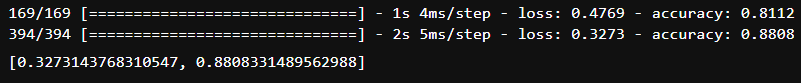 169/169 [==============================] - 1s 4ms/step - loss: 0.4769 - accuracy: 0.8112
394/394 [==============================] - 2s 5ms/step - loss: 0.3273 - accuracy: 0.8808
[0.3273143768310547, 0.8808331489562988]